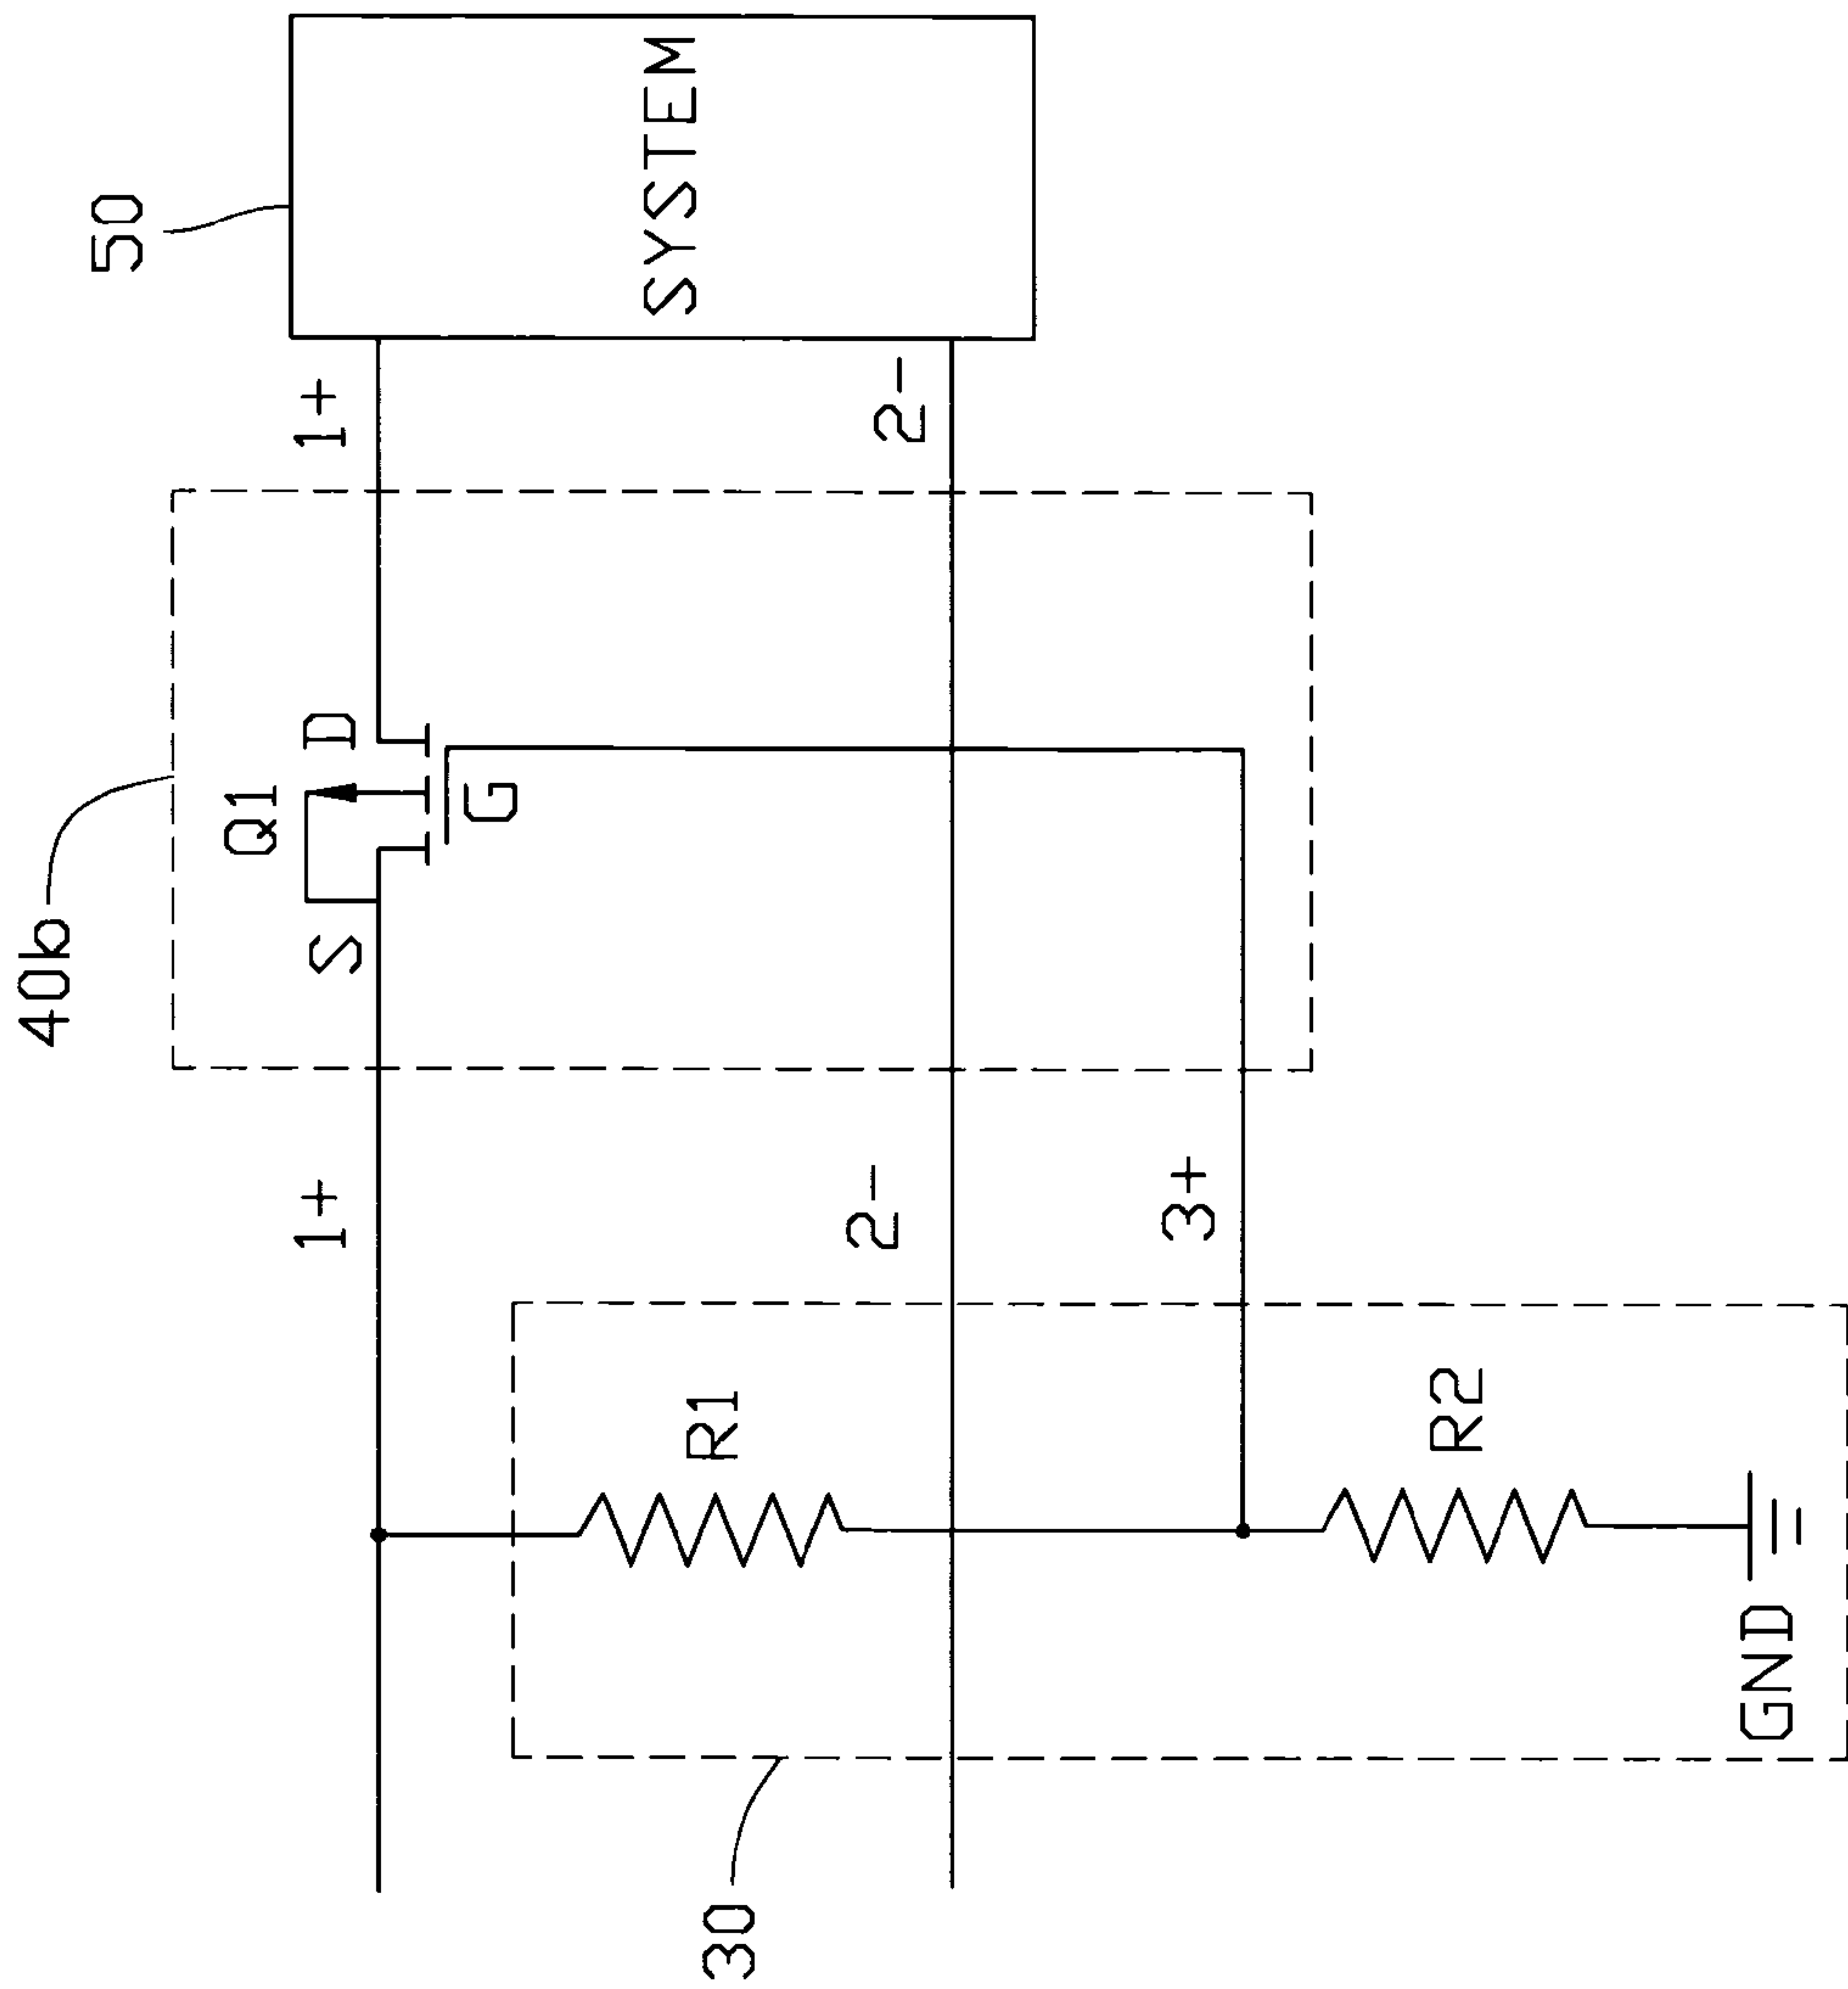 40b
50
Q1
S
D
G
1+
1+
SYSTEM
2-
2-
3+
R1
R2
30
GND